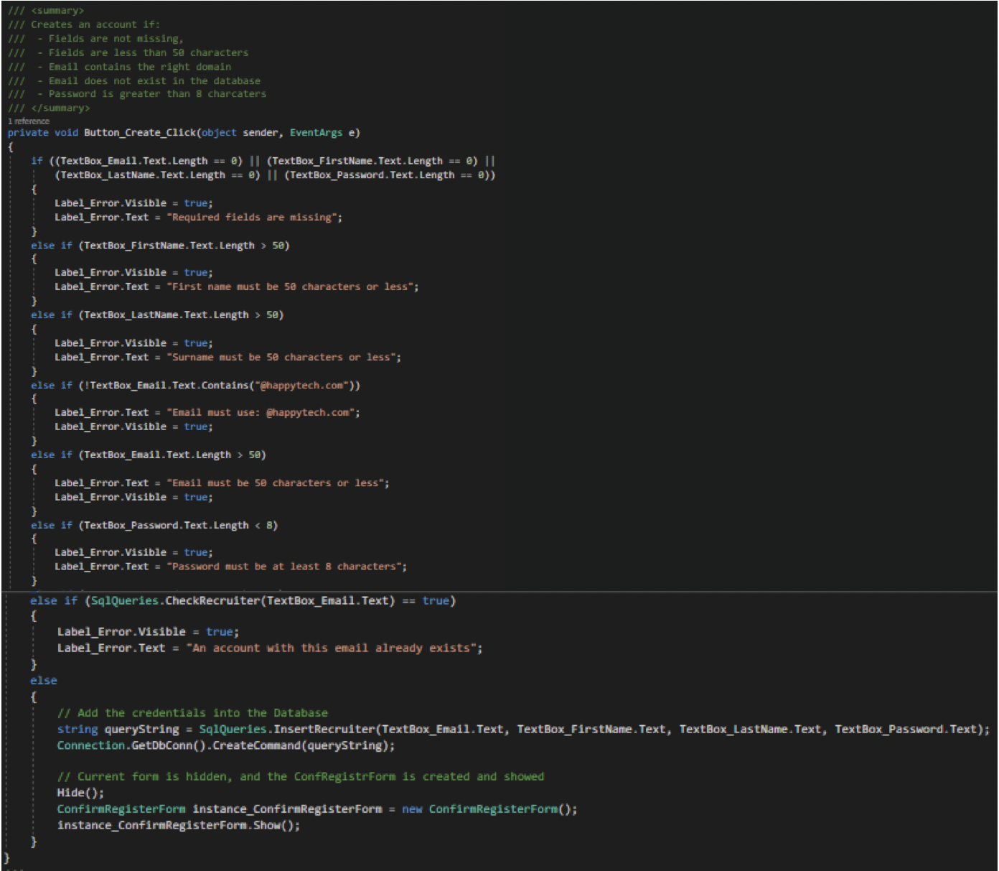 /// <summary>
/// Creates an account if:
///  - Fields are not missing,
///  - Fields are less than 50 characters
///  - Email contains the right domain
///  - Email does not exist in the database
///  - Password is greater than 8 charcaters
/// </summary>
1 reference
private void Button_Create_Click(object sender, EventArgs e)
{
    if ((TextBox_Email.Text.Length == 0) || (TextBox_FirstName.Text.Length == 0) ||
        (TextBox_LastName.Text.Length == 0) || (TextBox_Password.Text.Length == 0))
    {
        Label_Error.Visible = true;
        Label_Error.Text = "Required fields are missing";
    }
    else if (TextBox_FirstName.Text.Length > 50)
    {
        Label_Error.Visible = true;
        Label_Error.Text = "First name must be 50 characters or less";
    }
    else if (TextBox_LastName.Text.Length > 50)
    {
        Label_Error.Visible = true;
        Label_Error.Text = "Surname must be 50 characters or less";
    }
    else if (!TextBox_Email.Text.Contains("@happytech.com"))
    {
        Label_Error.Text = "Email must use: @happytech.com";
        Label_Error.Visible = true;
    }
    else if (TextBox_Email.Text.Length > 50)
    {
        Label_Error.Text = "Email must be 50 characters or less";
        Label_Error.Visible = true;
    }
    else if (TextBox_Password.Text.Length < 8)
    {
        Label_Error.Visible = true;
        Label_Error.Text = "Password must be at least 8 characters";
    }
    else if (SqlQueries.CheckRecruiter(TextBox_Email.Text) == true)
    {
        Label_Error.Visible = true;
        Label_Error.Text = "An account with this email already exists";
    }
    else
    {
        // Add the credentials into the Database
        string queryString = SqlQueries.InsertRecruiter(TextBox_Email.Text, TextBox_FirstName.Text, TextBox_LastName.Text, TextBox_Password.Text);
        Connection.GetDbConn().CreateCommand(queryString);

        // Current form is hidden, and the ConfRegistrForm is created and showed
        Hide();
        ConfirmRegisterForm instance_ConfirmRegisterForm = new ConfirmRegisterForm();
        instance_ConfirmRegisterForm.Show();
    }
}